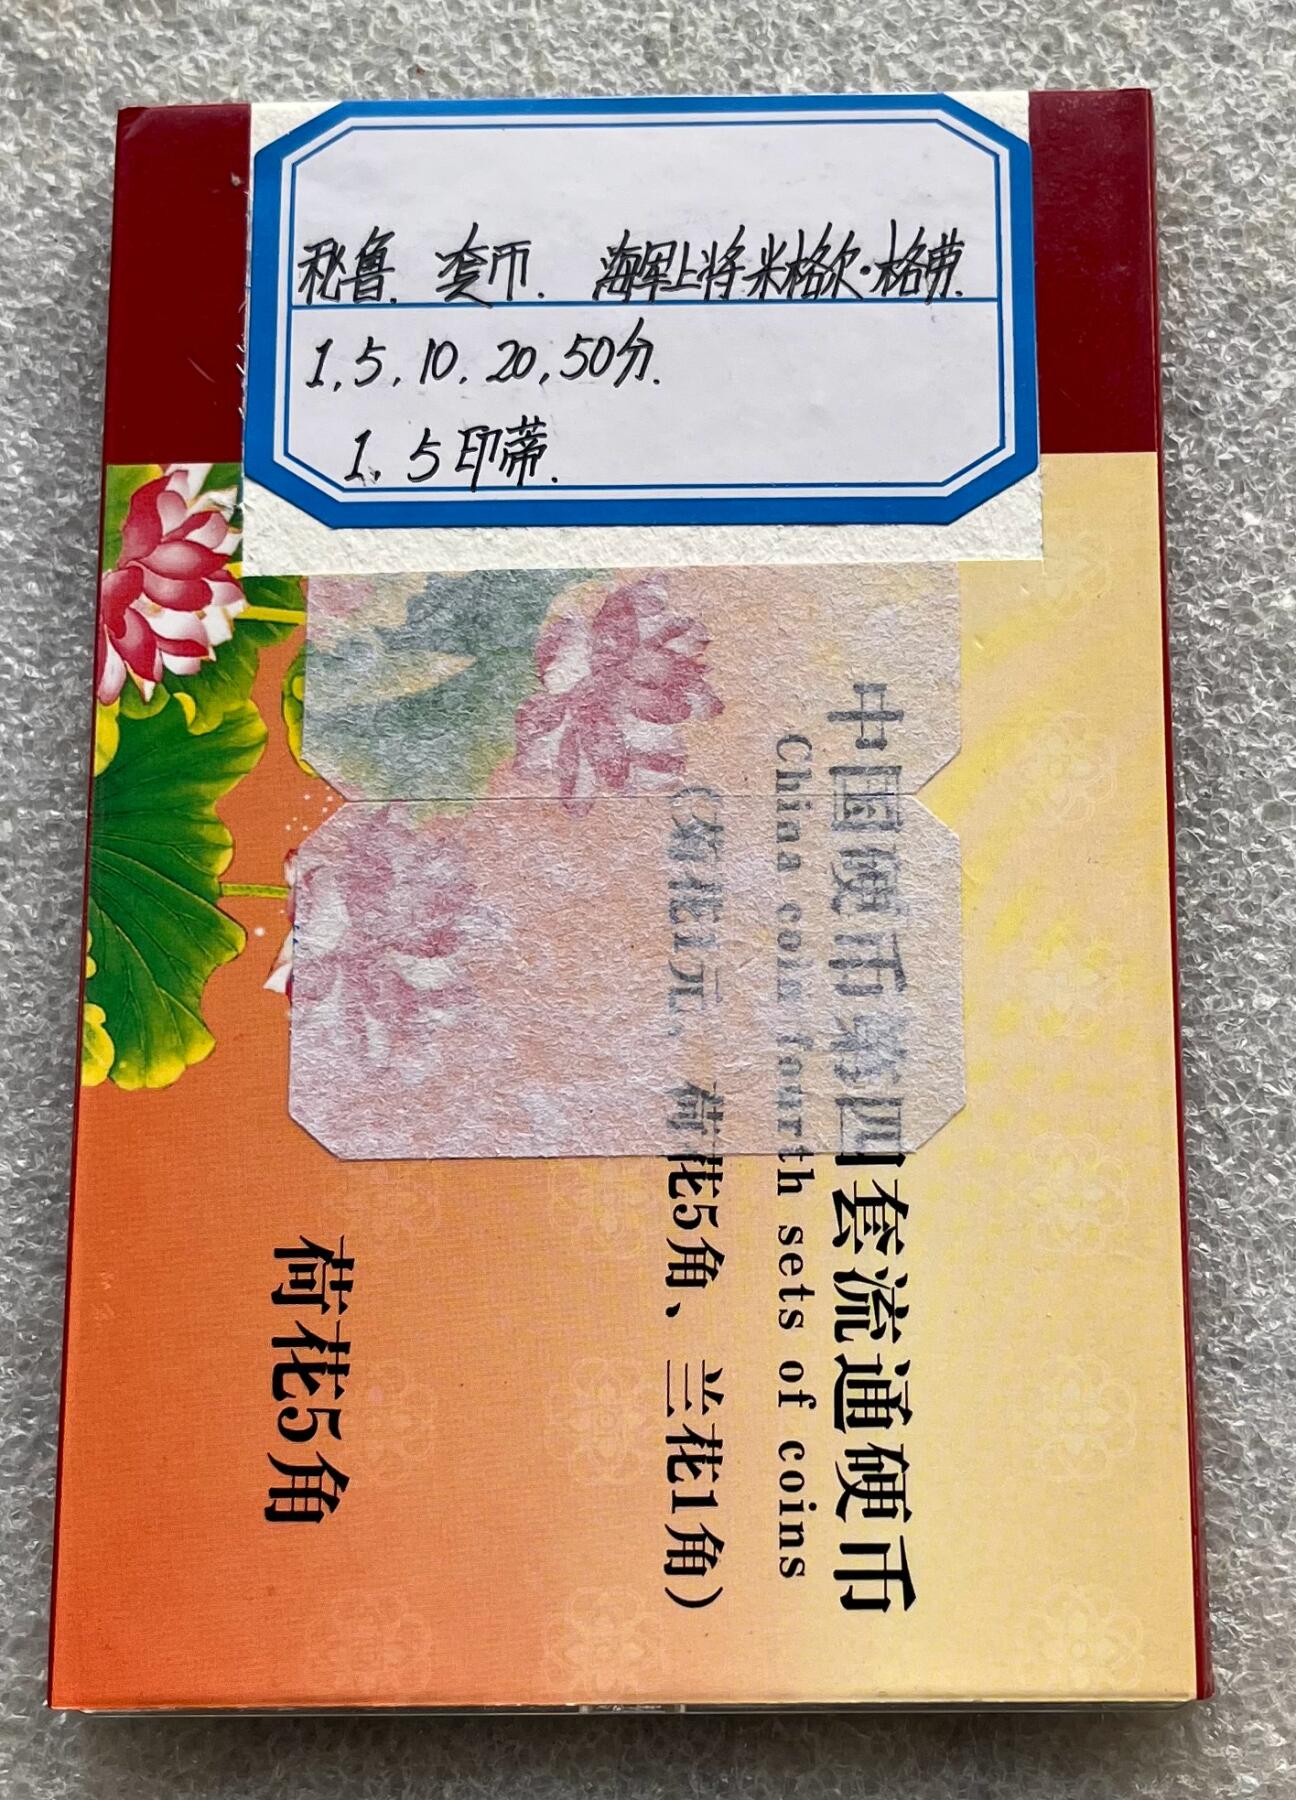 秘鲁. 套币. 海军上将米格尔·格劳.
1.5.10.20.50分.
1.5印蒂.
中国硬币第四套流通硬币
China coin fourth sets of coins
(菊花1元、荷花5角、兰花1角)
荷花5角